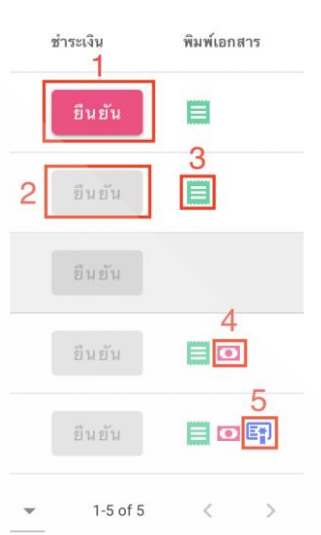 ชำระเงิน พิมพ์เอกสาร
1
ยืนยัน
3
2 ยืนยัน
ยืนยัน
4
ยืนยัน
5
ยืนยัน
1-5 of 5